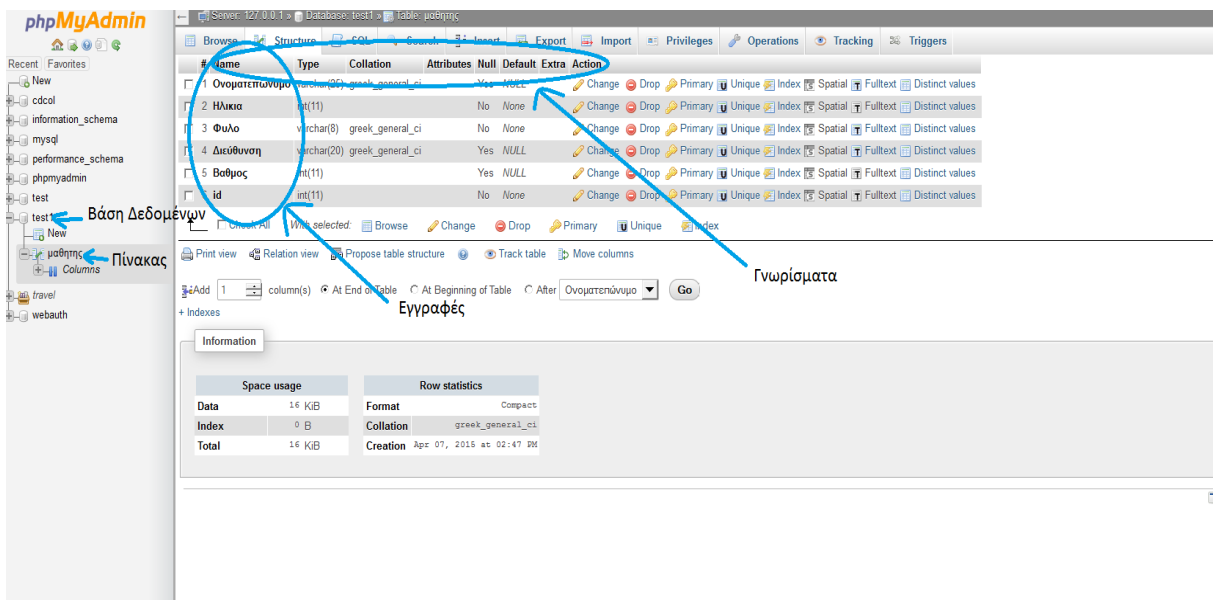 phpMyAdmin
Recent Favorites
New
cdcol
information_schema
mysql
performance_schema
phpmyadmin
test
test1
New
μαθητης
Columns
travel
webauth
Βάση Δεδομένων
Πίνακας
Server: 127.0.0.1 » Database: test1 » Table: μαθητης
Browse Structure SQL Search Insert Export Import Privileges Operations Tracking Triggers
# Name Type Collation Attributes Null Default Extra Action
1 Ονοματεπώνυμο varchar(25) greek_general_ci Yes NULL Change Drop Primary Unique Index Spatial Fulltext Distinct values
2 Ηλικια int(11) No None Change Drop Primary Unique Index Spatial Fulltext Distinct values
3 Φυλο varchar(8) greek_general_ci No None Change Drop Primary Unique Index Spatial Fulltext Distinct values
4 Διεύθυνση varchar(20) greek_general_ci Yes NULL Change Drop Primary Unique Index Spatial Fulltext Distinct values
5 Βαθμος int(11) Yes NULL Change Drop Primary Unique Index Spatial Fulltext Distinct values
6 id int(11) No None Change Drop Primary Unique Index Spatial Fulltext Distinct values
Check All With selected: Browse Change Drop Primary Unique Index
Print view Relation view Propose table structure Track table Move columns
Γνωρίσματα
Add 1 column(s) At End of Table At Beginning of Table After Ονοματεπώνυμο Go
Εγγραφές
+ Indexes
Information
Space usage
Data 16 KiB
Index 0 B
Total 16 KiB
Row statistics
Format Compact
Collation greek_general_ci
Creation Apr 07, 2015 at 02:47 PM